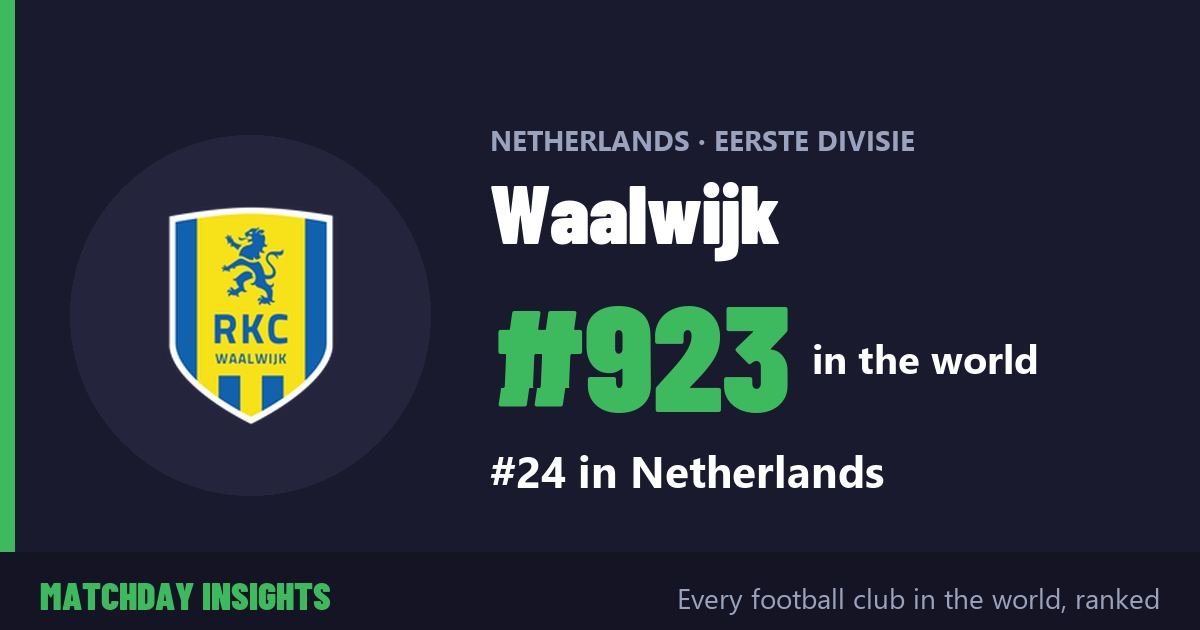 NETHERLANDS · EERSTE DIVISIE
Waalwijk
RKC
WAALWIJK
#923 in the world
#24 in Netherlands
MATCHDAY INSIGHTS
Every football club in the world, ranked